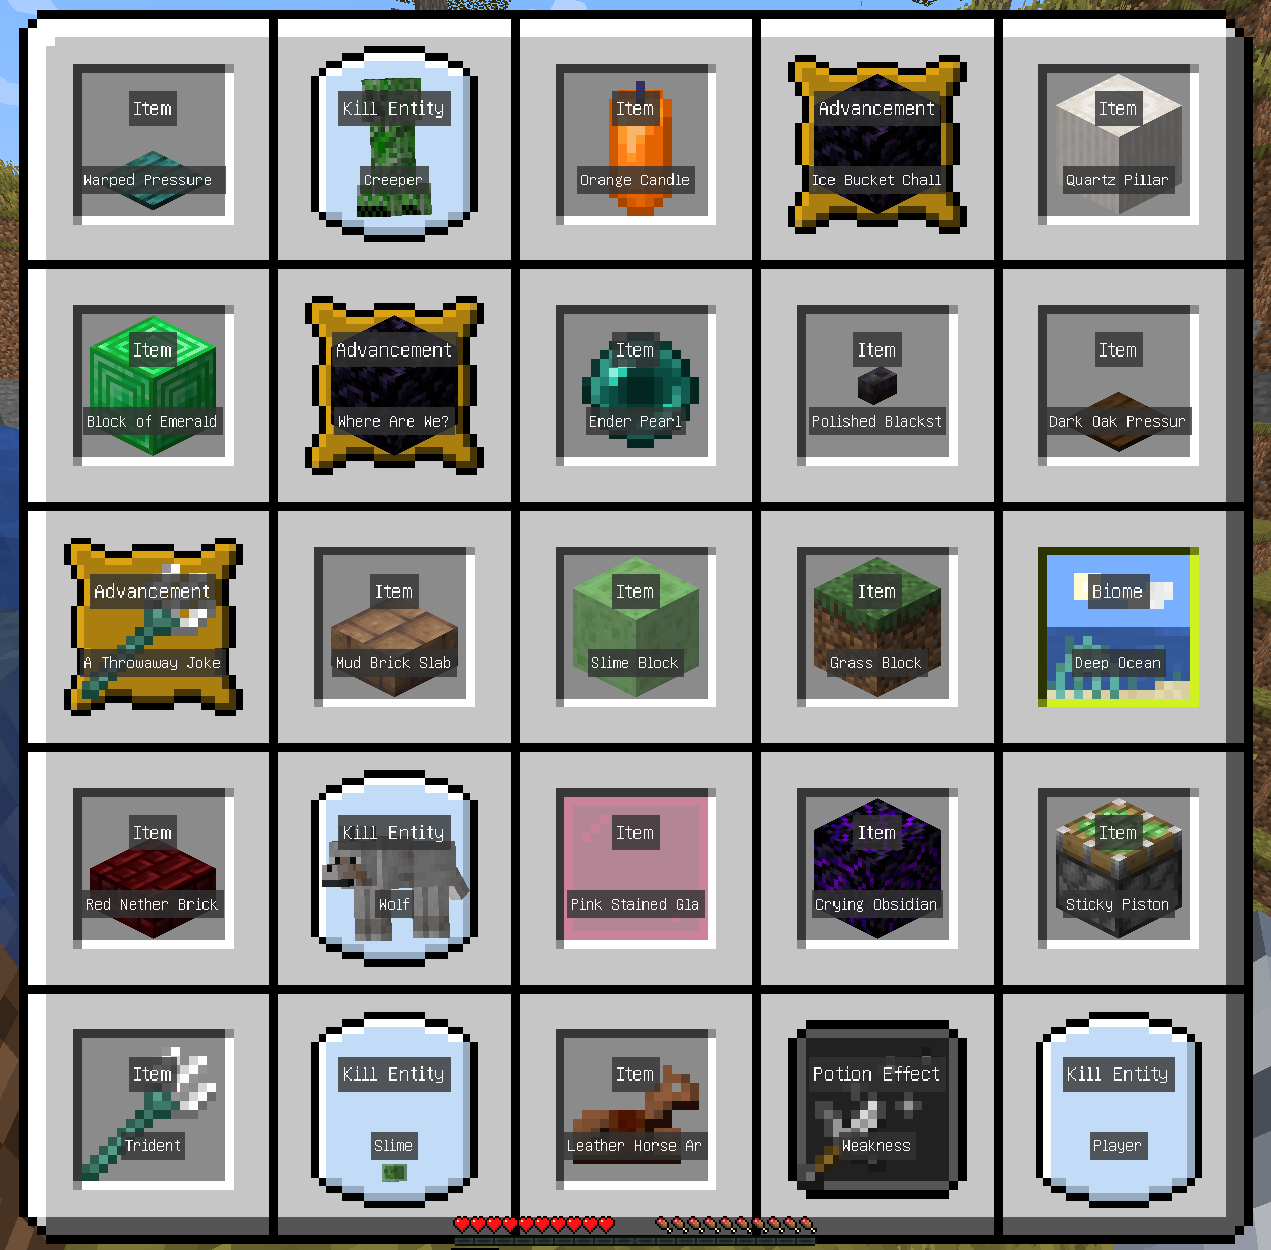 Item
Warped Pressure
Kill Entity
Creeper
Item
Orange Candle
Advancement
Ice Bucket Chall
Item
Quartz Pillar
Item
Block of Emerald
Advancement
Where Are We?
Item
Ender Pearl
Item
Polished Blackst
Item
Dark Oak Pressur
Advancement
A Throwaway Joke
Item
Mud Brick Slab
Item
Slime Block
Item
Grass Block
Biome
Deep Ocean
Item
Red Nether Brick
Kill Entity
Wolf
Item
Pink Stained Gla
Item
Crying Obsidian
Item
Sticky Piston
Item
Trident
Kill Entity
Slime
Item
Leather Horse Ar
Potion Effect
Weakness
Kill Entity
Player